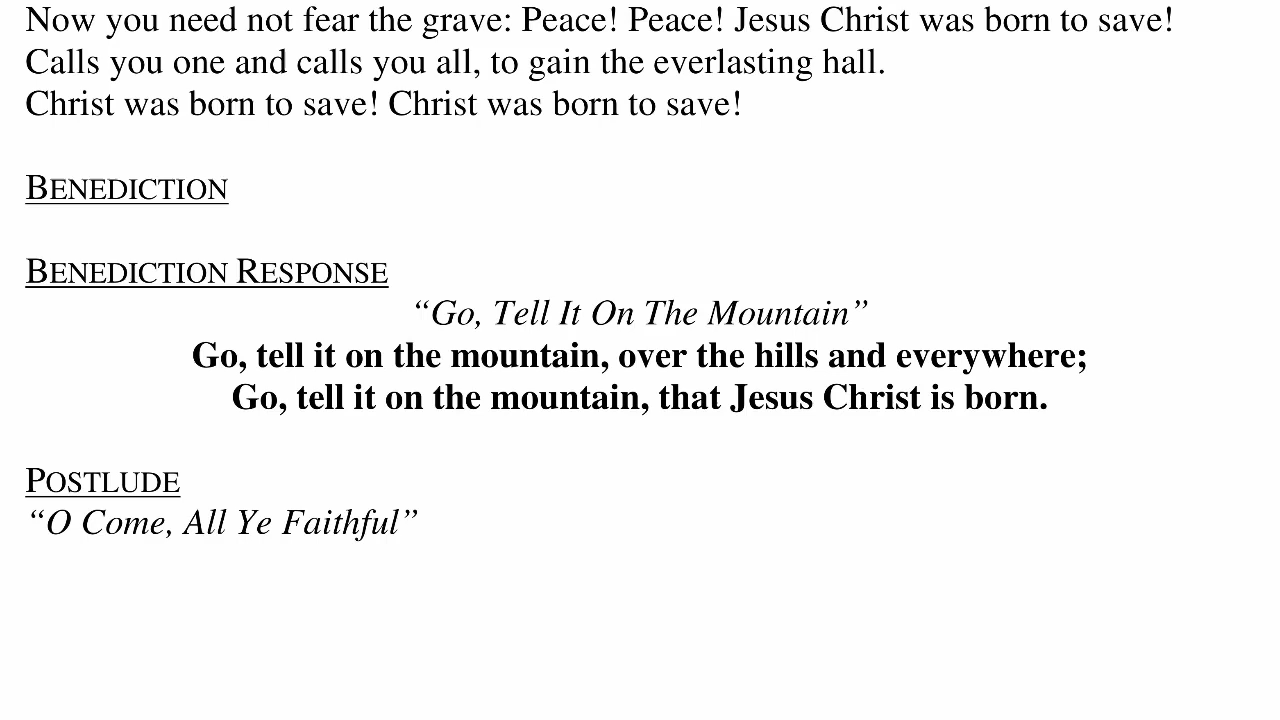 Now you need not fear the grave: Peace! Peace! Jesus Christ was born to save!
Calls you one and calls you all, to gain the everlasting hall.
Christ was born to save! Christ was born to save!
BENEDICTION
BENEDICTION RESPONSE
“Go, Tell It On The Mountain”
Go, tell it on the mountain, over the hills and everywhere;
Go, tell it on the mountain, that Jesus Christ is born.
POSTLUDE
“O Come, All Ye Faithful”